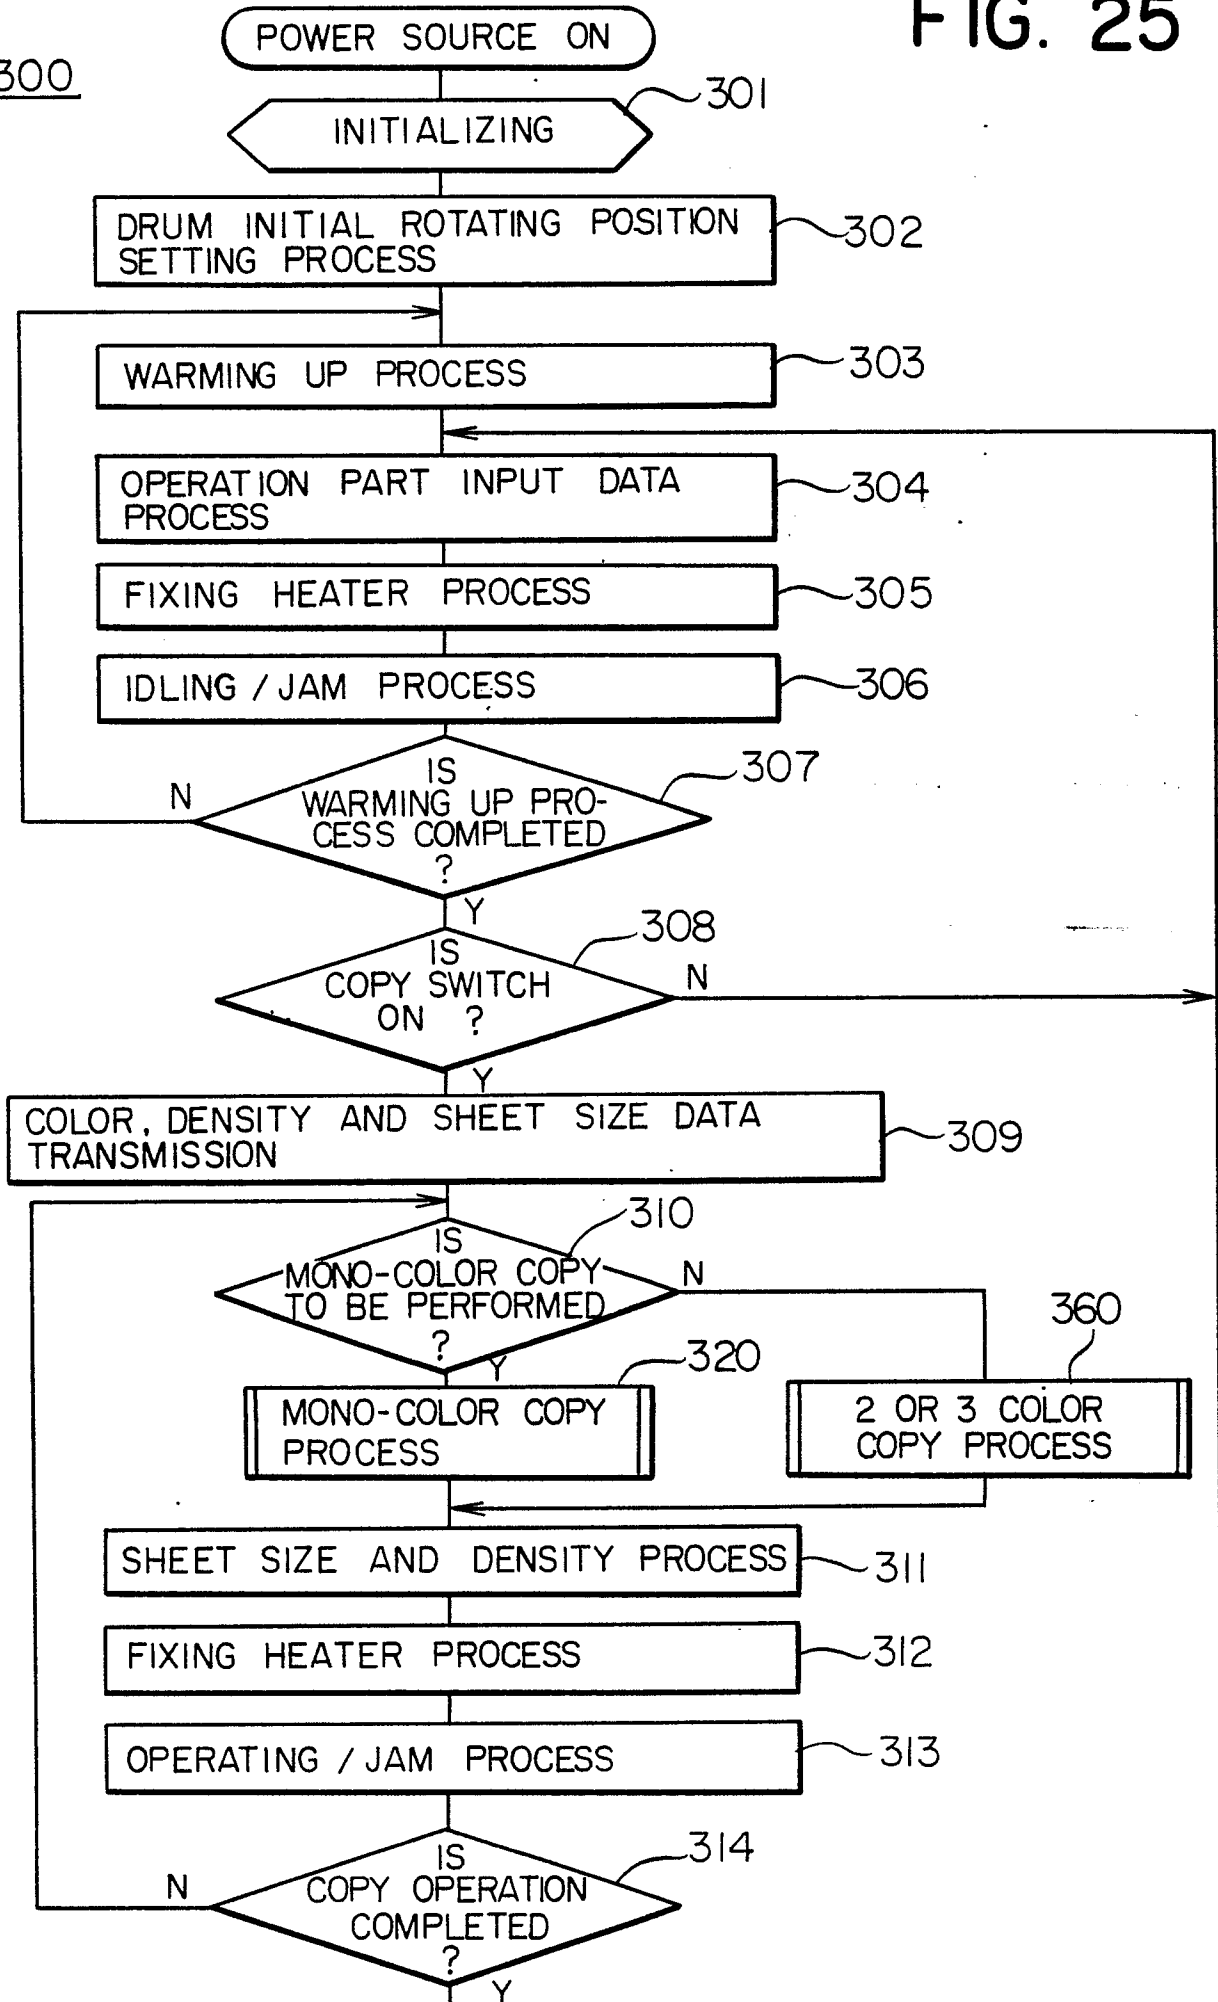 FIG. 25
300
POWER SOURCE ON
301
INITIALIZING
DRUM INITIAL ROTATING POSITION
SETTING PROCESS
302
WARMING UP PROCESS
303
OPERATION PART INPUT DATA
PROCESS
304
FIXING HEATER PROCESS
305
IDLING / JAM PROCESS
306
307
N
IS
WARMING UP PRO-
CESS COMPLETED
?
Y
308
IS
COPY SWITCH
ON ?
N
Y
COLOR, DENSITY AND SHEET SIZE DATA
TRANSMISSION
309
310
IS
MONO-COLOR COPY
TO BE PERFORMED
?
N
Y
320
MONO-COLOR COPY
PROCESS
360
2 OR 3 COLOR
COPY PROCESS
SHEET SIZE AND DENSITY PROCESS
311
FIXING HEATER PROCESS
312
OPERATING / JAM PROCESS
313
314
N
IS
COPY OPERATION
COMPLETED
?
Y